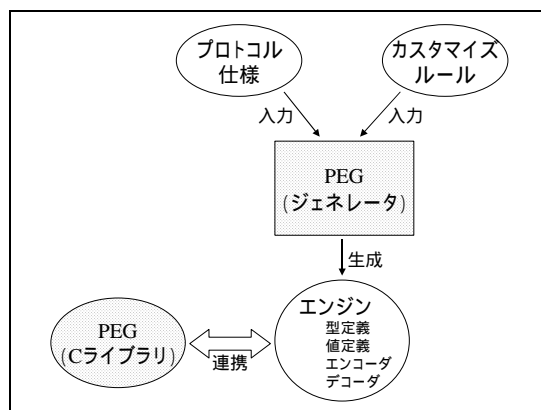 プロトコル
仕様
カスタマイズ
ルール
入力
入力
PEG
(ジェネレータ)
生成
エンジン
型定義
値定義
エンコーダ
デコーダ
PEG
(Cライブラリ)
連携